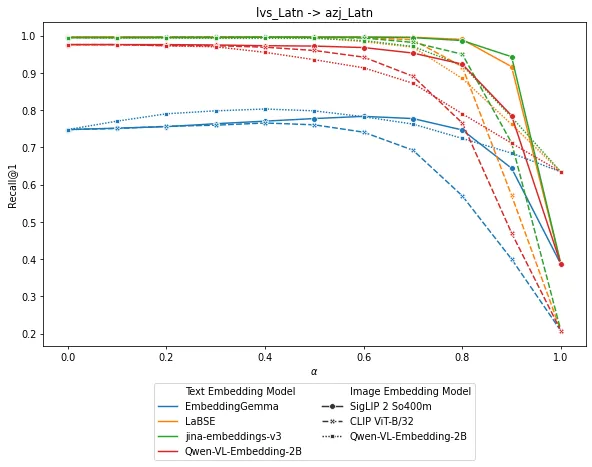 lvs_Latn -> azj_Latn
Recall@1
1.0
0.9
0.8
0.7
0.6
0.5
0.4
0.3
0.2
0.0 0.2 0.4 0.6 0.8 1.0
α
Text Embedding Model
EmbeddingGemma
LaBSE
jina-embeddings-v3
Qwen-VL-Embedding-2B
Image Embedding Model
SigLIP 2 So400m
CLIP ViT-B/32
Qwen-VL-Embedding-2B